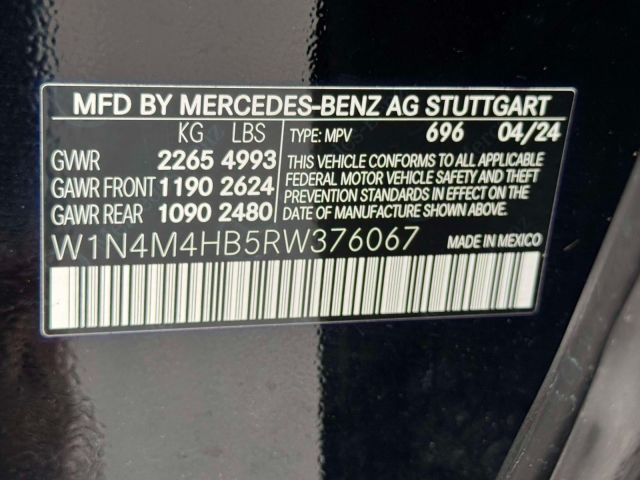 MFD BY MERCEDES-BENZ AG STUTTGART
KG LBS TYPE: MPV 696 04/24
GWR 2265 4993
GAWR FRONT 1190 2624
GAWR REAR 1090 2480
THIS VEHICLE CONFORMS TO ALL APPLICABLE
FEDERAL MOTOR VEHICLE SAFETY AND THEFT
PREVENTION STANDARDS IN EFFECT ON THE
DATE OF MANUFACTURE SHOWN ABOVE.
W1N4M4HB5RW376067 MADE IN MEXICO